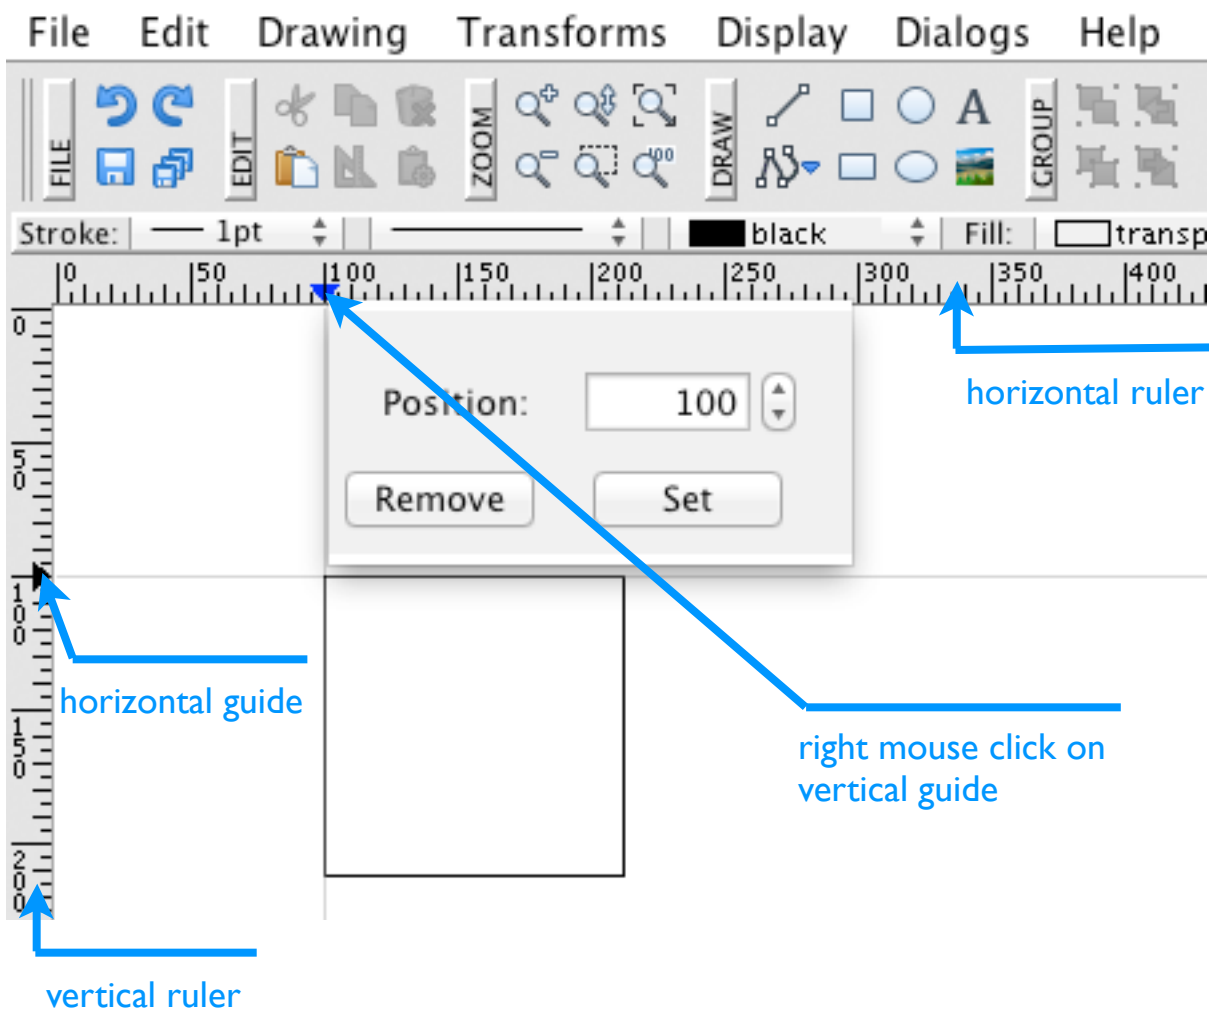 File Edit Drawing Transforms Display Dialogs Help
FILE EDIT ZOOM DRAW GROUP
100
A
Stroke: 1pt black Fill: transp
0 50 100 150 200 250 300 350 400
0
50
100
150
200
Position: 100
Remove Set
horizontal ruler
horizontal guide
right mouse click on
vertical guide
vertical ruler